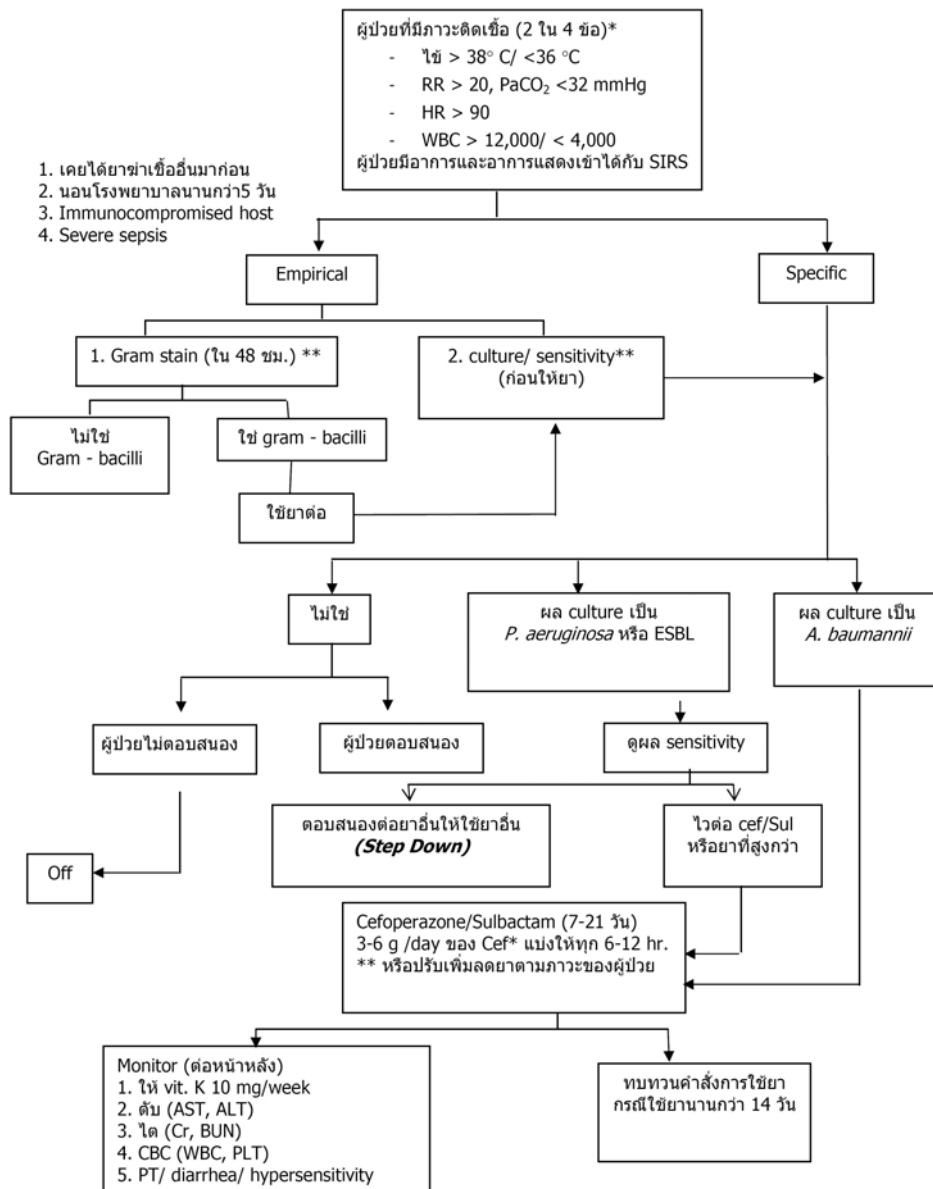 ผู้ป่วยที่มีภาวะติดเชื้อ (2 ใน 4 ข้อ)*
- ไข้ > 38° C/ <36 °C
- RR > 20, PaCO₂ <32 mmHg
- HR > 90
- WBC > 12,000/ < 4,000
ผู้ป่วยมีอาการและอาการแสดงเข้าได้กับ SIRS
1. เคยได้ยาฆ่าเชื้ออื่นมาก่อน
2. นอนโรงพยาบาลนานกว่า5 วัน
3. Immunocompromised host
4. Severe sepsis
Empirical
Specific
1. Gram stain (ใน 48 ชม.) **
2. culture/ sensitivity**
(ก่อนให้ยา)
ไม่ใช่
Gram - bacilli
ใช่ gram - bacilli
ใช้ยาต่อ
ไม่ใช่
ผล culture เป็น
P. aeruginosa หรือ ESBL
ผล culture เป็น
A. baumannii
ผู้ป่วยไม่ตอบสนอง
ผู้ป่วยตอบสนอง
ดูผล sensitivity
ตอบสนองต่อยาอื่นให้ใช้ยาอื่น
(Step Down)
ไวต่อ cef/Sul
หรือยาที่สูงกว่า
Off
Cefoperazone/Sulbactam (7-21 วัน)
3-6 g /day ของ Cef* แบ่งให้ทุก 6-12 hr.
** หรือปรับเพิ่มลดยาตามภาวะของผู้ป่วย
Monitor (ต่อหน้าหลัง)
1. ให้ vit. K 10 mg/week
2. ตับ (AST, ALT)
3. ไต (Cr, BUN)
4. CBC (WBC, PLT)
5. PT/ diarrhea/ hypersensitivity
ทบทวนคำสั่งการใช้ยา
กรณีใช้ยานานกว่า 14 วัน